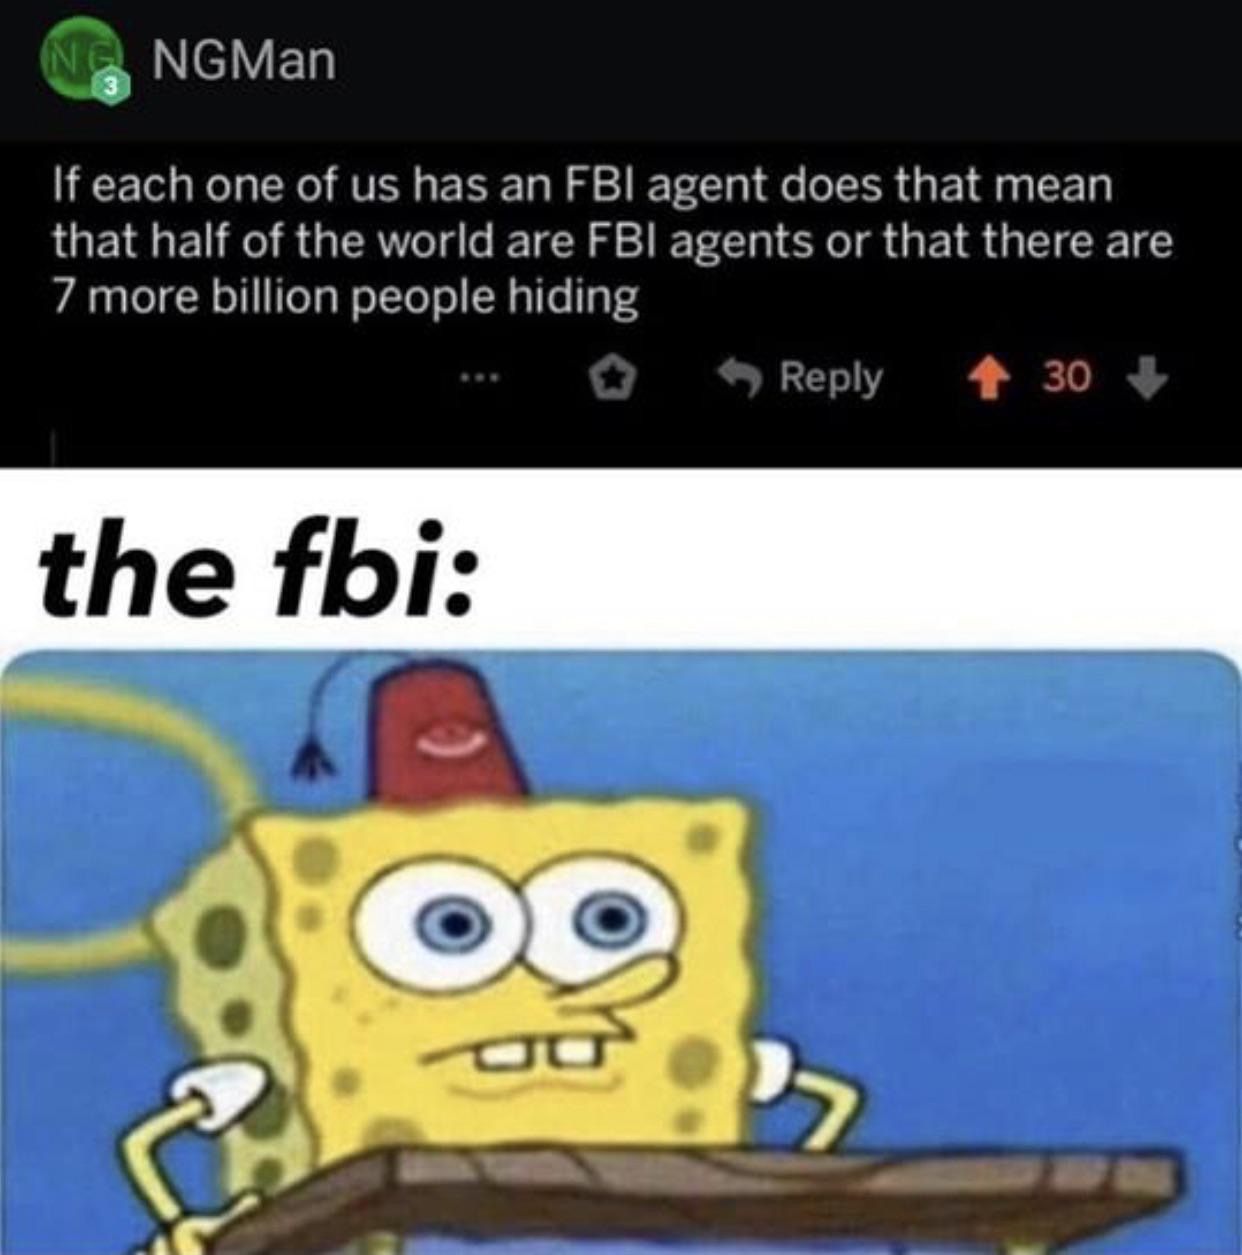 NG
3
NGMan
If each one of us has an FBI agent does that mean
that half of the world are FBI agents or that there are
7 more billion people hiding
Reply
30
the fbi: